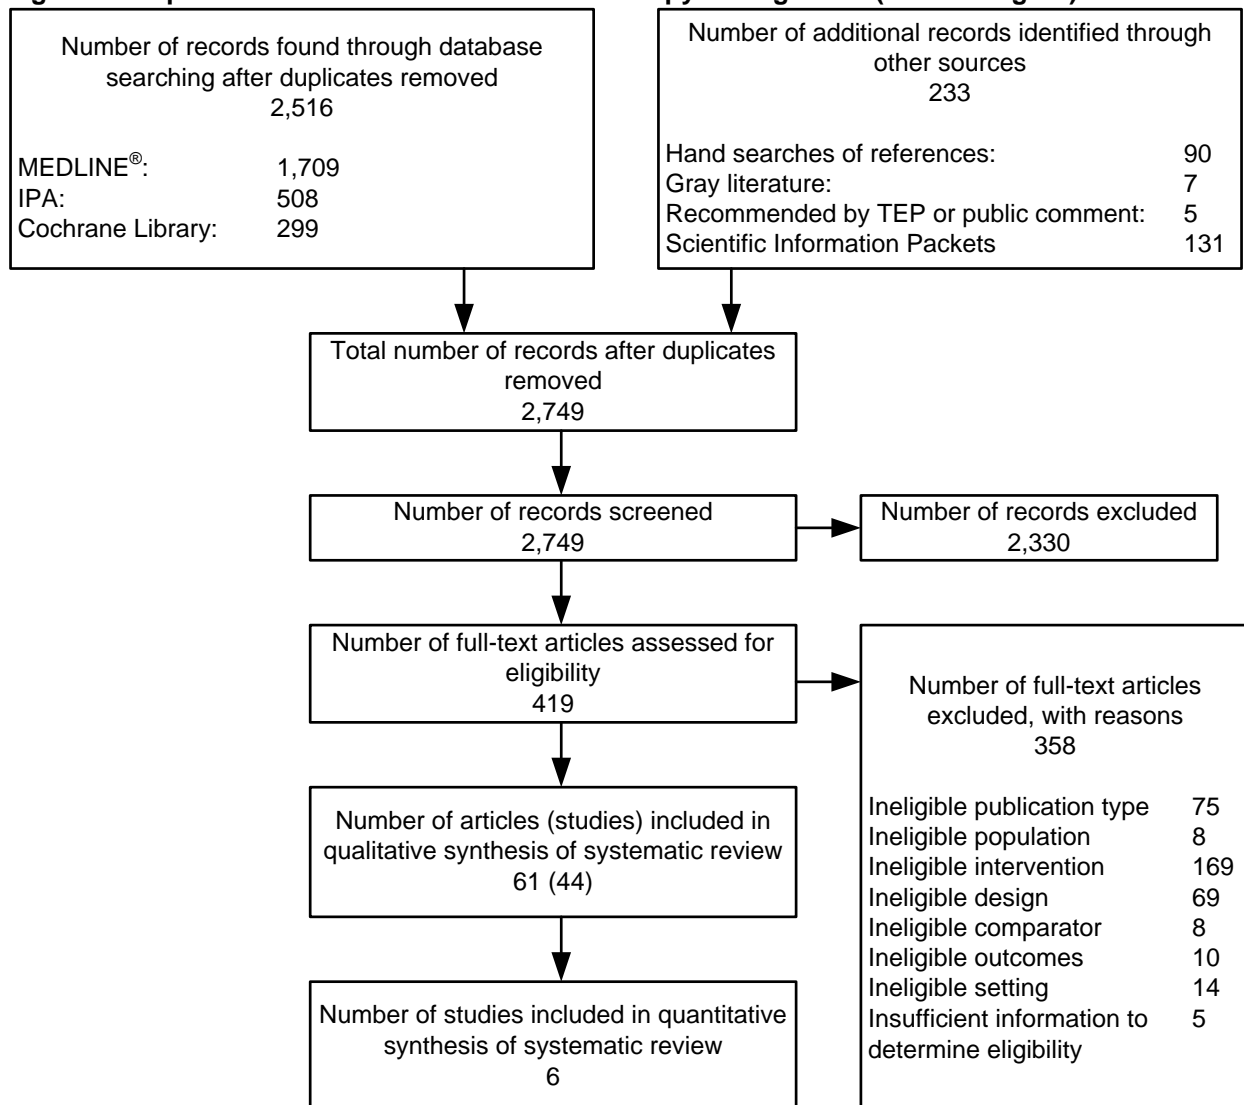 Number of records found through database
searching after duplicates removed
2,516
MEDLINE®: 1,709
IPA: 508
Cochrane Library: 299
Number of additional records identified through
other sources
233
Hand searches of references: 90
Gray literature: 7
Recommended by TEP or public comment: 5
Scientific Information Packets 131
Total number of records after duplicates
removed
2,749
Number of records screened
2,749
Number of records excluded
2,330
Number of full-text articles assessed for
eligibility
419
Number of full-text articles
excluded, with reasons
358
Ineligible publication type 75
Ineligible population 8
Ineligible intervention 169
Ineligible design 69
Ineligible comparator 8
Ineligible outcomes 10
Ineligible setting 14
Insufficient information to 5
determine eligibility
Number of articles (studies) included in
qualitative synthesis of systematic review
61 (44)
Number of studies included in quantitative
synthesis of systematic review
6